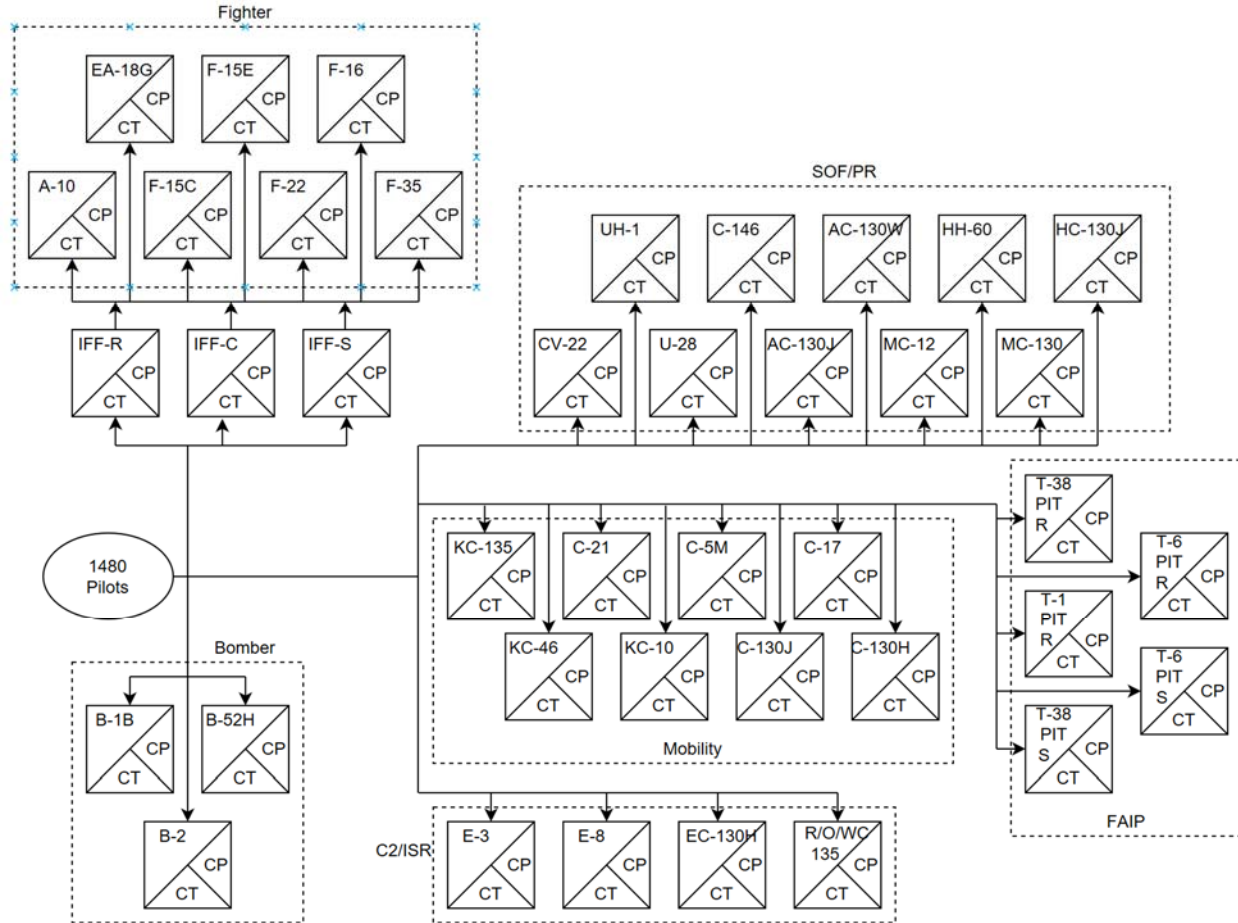 Fighter
EA-18G CP CT
F-15E CP CT
F-16 CP CT
A-10 CP CT
F-15C CP CT
F-22 CP CT
F-35 CP CT
IFF-R CP CT
IFF-C CP CT
IFF-S CP CT
SOF/PR
UH-1 CP CT
C-146 CP CT
AC-130W CP CT
HH-60 CP CT
HC-130J CP CT
CV-22 CP CT
U-28 CP CT
AC-130J CP CT
MC-12 CP CT
MC-130 CP CT
1480
Pilots
KC-135 CP CT
C-21 CP CT
C-5M CP CT
C-17 CP CT
KC-46 CP CT
KC-10 CP CT
C-130J CP CT
C-130H CP CT
Mobility
T-38
PIT
R CP
CT
T-6
PIT
R CP
CT
T-1
PIT
R CP
CT
T-6
PIT
S CP
CT
T-38
PIT
S CP
CT
FAIP
Bomber
B-1B CP CT
B-52H CP CT
B-2 CP CT
C2/ISR
E-3 CP CT
E-8 CP CT
EC-130H CP CT
R/O/WC
135 CP
CT